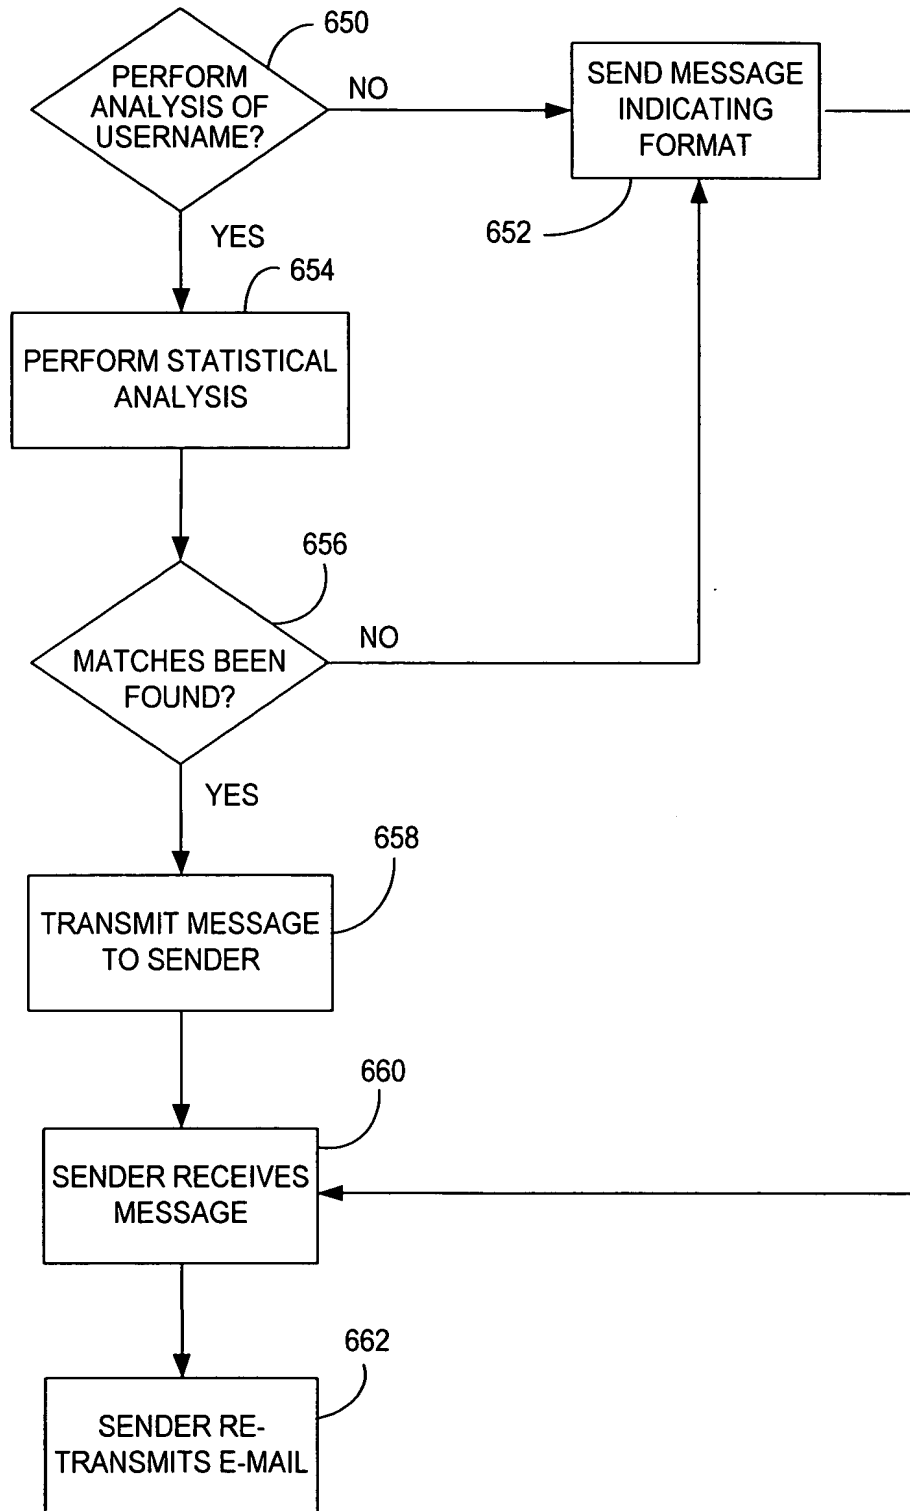 650
PERFORM
ANALYSIS OF
USERNAME?
NO
SEND MESSAGE
INDICATING
FORMAT
652
YES
654
PERFORM STATISTICAL
ANALYSIS
656
MATCHES BEEN
FOUND?
NO
YES
658
TRANSMIT MESSAGE
TO SENDER
660
SENDER RECEIVES
MESSAGE
662
SENDER RE-
TRANSMITS E-MAIL